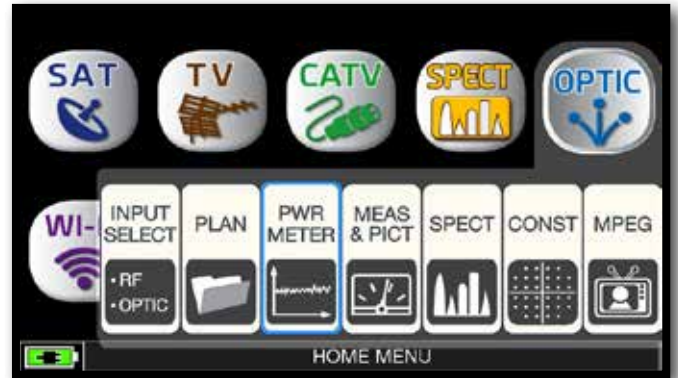 SAT
TV
CATV
SPECT
OPTIC
WI-
INPUT
SELECT
• RF
• OPTIC
PLAN
PWR
METER
MEAS
& PICT
SPECT
CONST
MPEG
HOME MENU